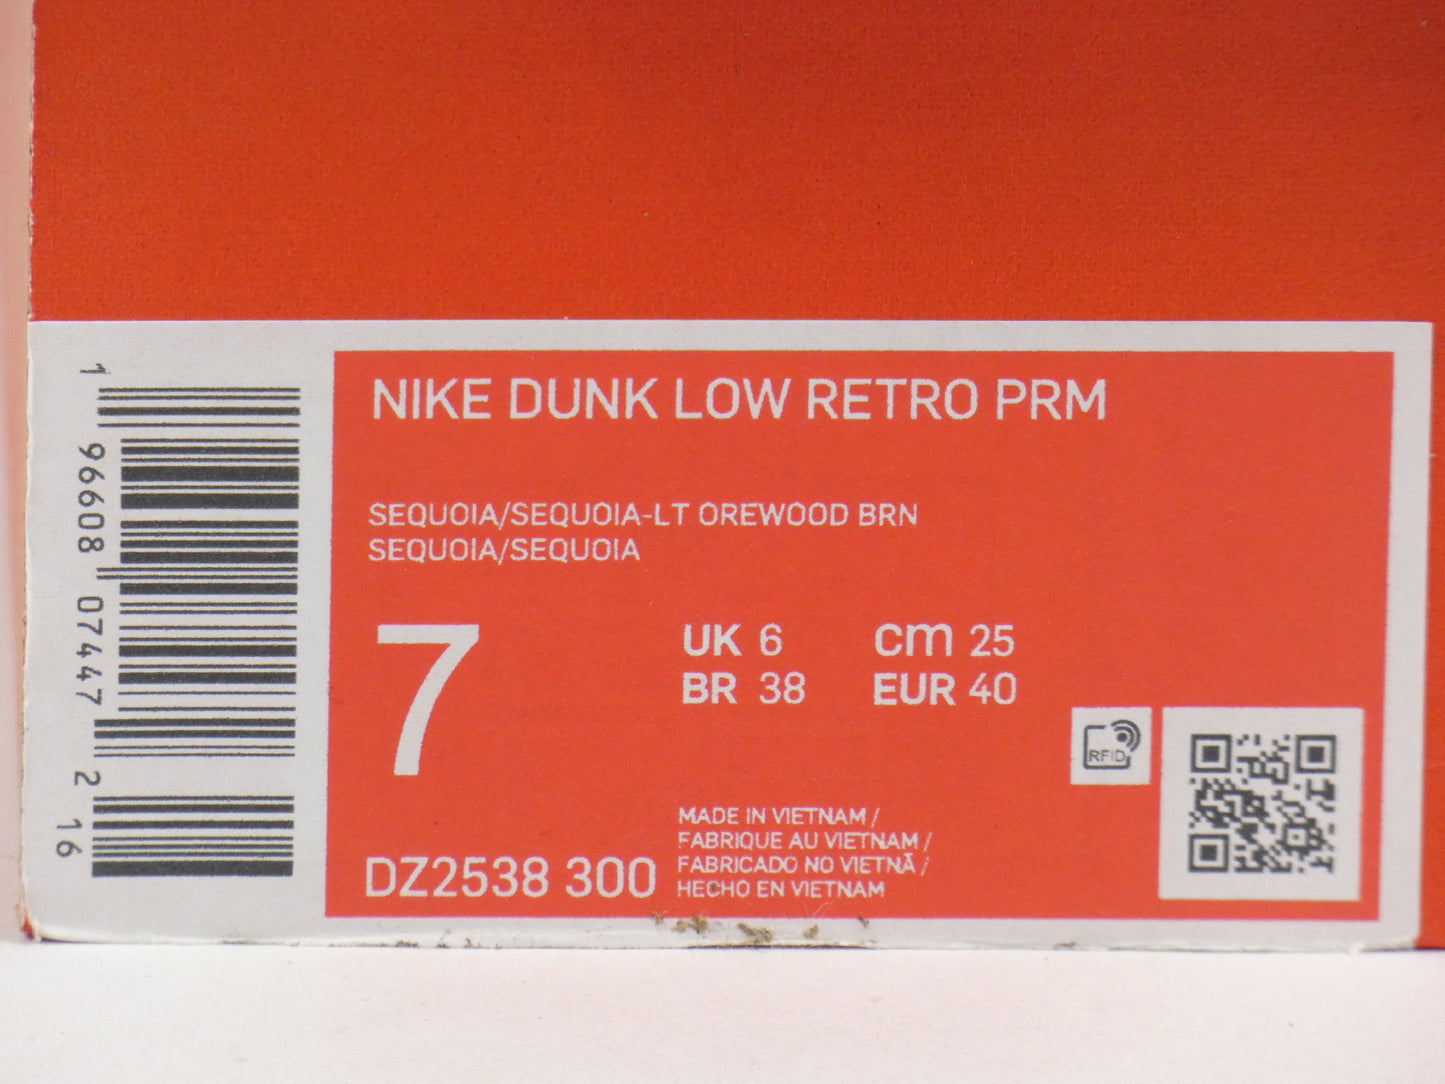 NIKE DUNK LOW RETRO PRM
SEQUOIA/SEQUOIA-LT OREWOOD BRN
SEQUOIA/SEQUOIA
7
UK 6
CM 25
BR 38
EUR 40
RFID
MADE IN VIETNAM /
FABRIQUE AU VIETNAM /
FABRICADO NO VIETNÃ /
HECHO EN VIETNAM
DZ2538 300
1 96608 07447 2 16